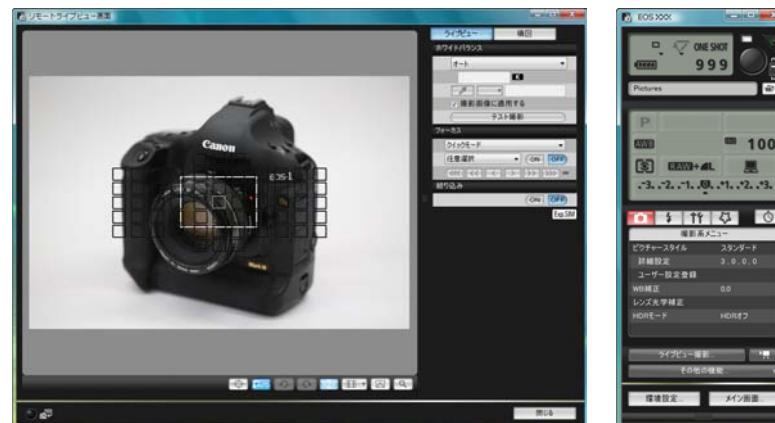 リモートライブビュー画面
ライブビュー 構図
ホワイトバランス
オート
K
撮影画像に適用する
テスト撮影
フォーカス
クイックモード
任意選択 ON OFF
絞り込み
ON OFF
Exp.SIM
Canon
EOS-1
Mark III
閉じる
EOS XXX
ONE SHOT
999
Pictures
P
AWB 100
RAW+L
-3..-2..-1..0..+1..+2..+3.
撮影系メニュー
ピクチャースタイル スタンダード
詳細設定 3 . 0 . 0 . 0
ユーザー設定登録
WB補正 0,0
レンズ光学補正
HDRモード HDRオフ
ライブビュー撮影...
その他の機能...
環境設定... メイン画面...